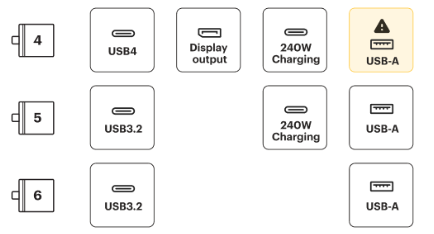 4
USB4
Display
output
240W
Charging
USB-A
5
USB3.2
240W
Charging
USB-A
6
USB3.2
USB-A